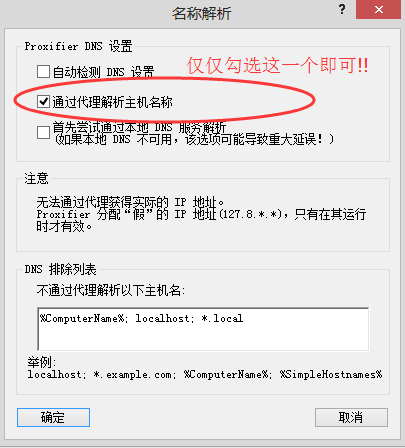 名称解析
?
Proxifier DNS 设置
自动检测 DNS 设置
仅仅勾选这一个即可!!
通过代理解析主机名称
首先尝试通过本地 DNS 服务解析
(如果本地 DNS 不可用，该选项可能导致重大延误！)
注意
无法通过代理获得实际的 IP 地址。
Proxifier 分配“假”的 IP 地址(127.8.*.*)，只有在其运行
时才有效。
DNS 排除列表
不通过代理解析以下主机名:
%ComputerName%; localhost; *.local
举例:
localhost; *.example.com; %ComputerName%; %SimpleHostnames%
确定
取消